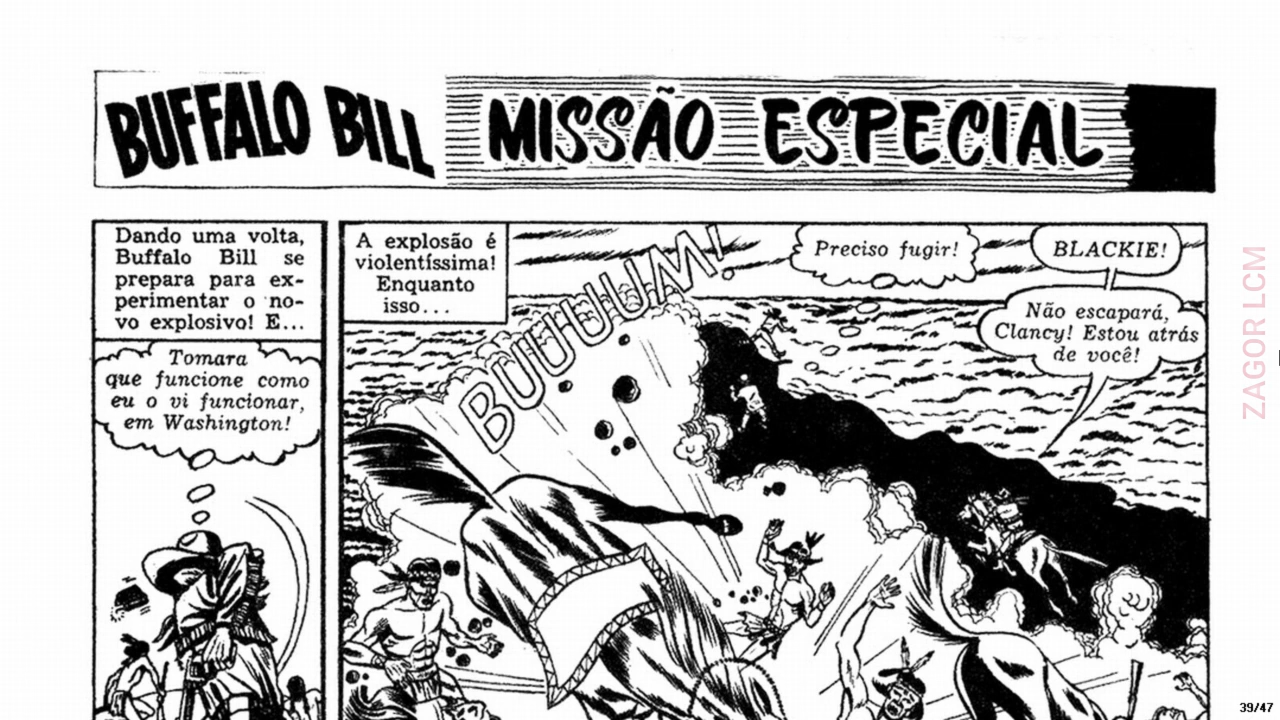 BUFFALO BILL
MISSÃO ESPECIAL
Dando uma volta,
Buffalo Bill se
prepara para ex-
perimentar o no-
vo explosivo! E...
Tomara
que funcione como
eu o vi funcionar,
em Washington!
A explosão é
violentíssima!
Enquanto
isso...
BUUUUUM!
Preciso fugir!
BLACKIE!
Não escapará,
Clancy! Estou atrás
de você!
ZAGOR LCM
39/47